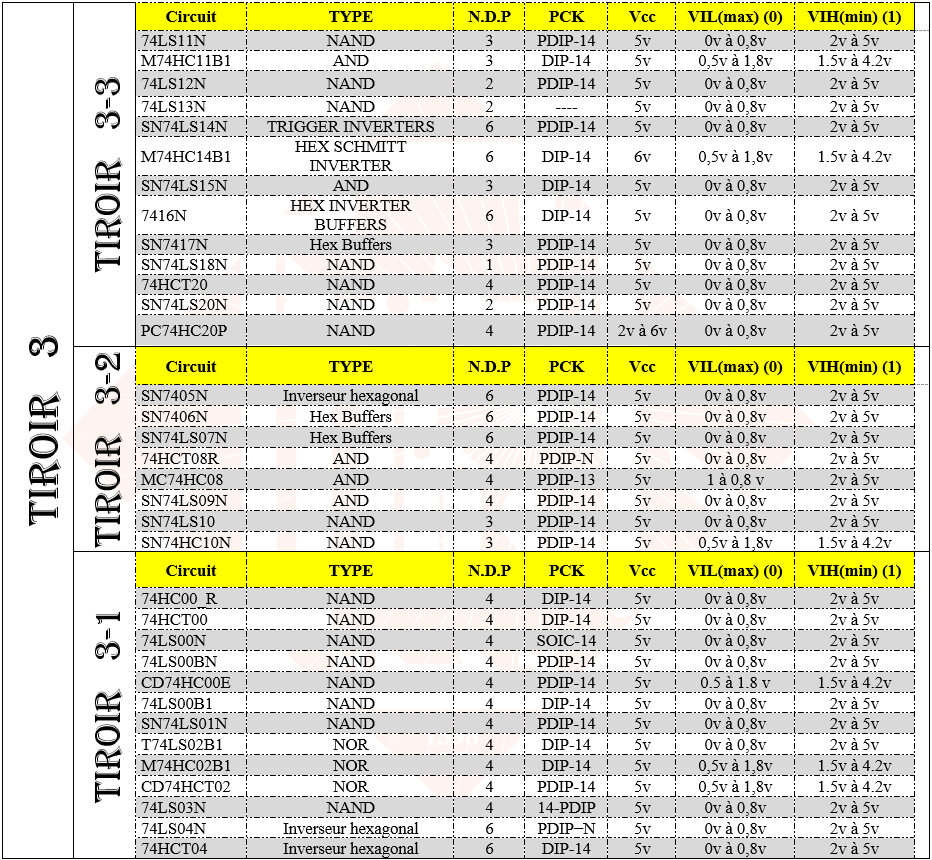 TIROIR 3
TIROIR 3-3
Circuit TYPE N.D.P PCK Vcc VIL(max) (0) VIH(min) (1)
74LS11N NAND 3 PDIP-14 5v 0v à 0,8v 2v à 5v
M74HC11B1 AND 3 DIP-14 5v 0,5v à 1,8v 1.5v à 4.2v
74LS12N NAND 2 PDIP-14 5v 0v à 0,8v 2v à 5v
74LS13N NAND 2 ---- 5v 0v à 0,8v 2v à 5v
SN74LS14N TRIGGER INVERTERS 6 PDIP-14 5v 0v à 0,8v 2v à 5v
HEX SCHMITT
M74HC14B1 INVERTER 6 DIP-14 6v 0,5v à 1,8v 1.5v à 4.2v
SN74LS15N AND 3 DIP-14 5v 0v à 0,8v 2v à 5v
HEX INVERTER
7416N BUFFERS 6 DIP-14 5v 0v à 0,8v 2v à 5v
SN7417N Hex Buffers 3 PDIP-14 5v 0v à 0,8v 2v à 5v
SN74LS18N NAND 1 PDIP-14 5v 0v à 0,8v 2v à 5v
74HCT20 NAND 4 PDIP-14 5v 0v à 0,8v 2v à 5v
SN74LS20N NAND 2 PDIP-14 5v 0v à 0,8v 2v à 5v
PC74HC20P NAND 4 PDIP-14 2v à 6v 0v à 0,8v 2v à 5v
TIROIR 3-2
Circuit TYPE N.D.P PCK Vcc VIL(max) (0) VIH(min) (1)
SN7405N Inverseur hexagonal 6 PDIP-14 5v 0v à 0,8v 2v à 5v
SN7406N Hex Buffers 6 PDIP-14 5v 0v à 0,8v 2v à 5v
SN74LS07N Hex Buffers 6 PDIP-14 5v 0v à 0,8v 2v à 5v
74HCT08R AND 4 PDIP-N 5v 0v à 0,8v 2v à 5v
MC74HC08 AND 4 PDIP-13 5v 1 à 0,8 v 2v à 5v
SN74LS09N AND 4 PDIP-14 5v 0v à 0,8v 2v à 5v
SN74LS10 NAND 3 PDIP-14 5v 0v à 0,8v 2v à 5v
SN74HC10N NAND 3 PDIP-14 5v 0,5v à 1,8v 1.5v à 4.2v
TIROIR 3-1
Circuit TYPE N.D.P PCK Vcc VIL(max) (0) VIH(min) (1)
74HC00_R NAND 4 DIP-14 5v 0v à 0,8v 2v à 5v
74HCT00 NAND 4 DIP-14 5v 0v à 0,8v 2v à 5v
74LS00N NAND 4 SOIC-14 5v 0v à 0,8v 2v à 5v
74LS00BN NAND 4 PDIP-14 5v 0v à 0,8v 2v à 5v
CD74HC00E NAND 4 PDIP-14 5v 0.5 à 1.8 v 1.5v à 4.2v
74LS00B1 NAND 4 DIP-14 5v 0v à 0,8v 2v à 5v
SN74LS01N NAND 4 PDIP-14 5v 0v à 0,8v 2v à 5v
T74LS02B1 NOR 4 DIP-14 5v 0v à 0,8v 2v à 5v
M74HC02B1 NOR 4 DIP-14 5v 0,5v à 1,8v 1.5v à 4.2v
CD74HCT02 NOR 4 PDIP-14 5v 0,5v à 1,8v 1.5v à 4.2v
74LS03N NAND 4 14-PDIP 5v 0v à 0,8v 2v à 5v
74LS04N Inverseur hexagonal 6 PDIP−N 5v 0v à 0,8v 2v à 5v
74HCT04 Inverseur hexagonal 6 DIP-14 5v 0v à 0,8v 2v à 5v